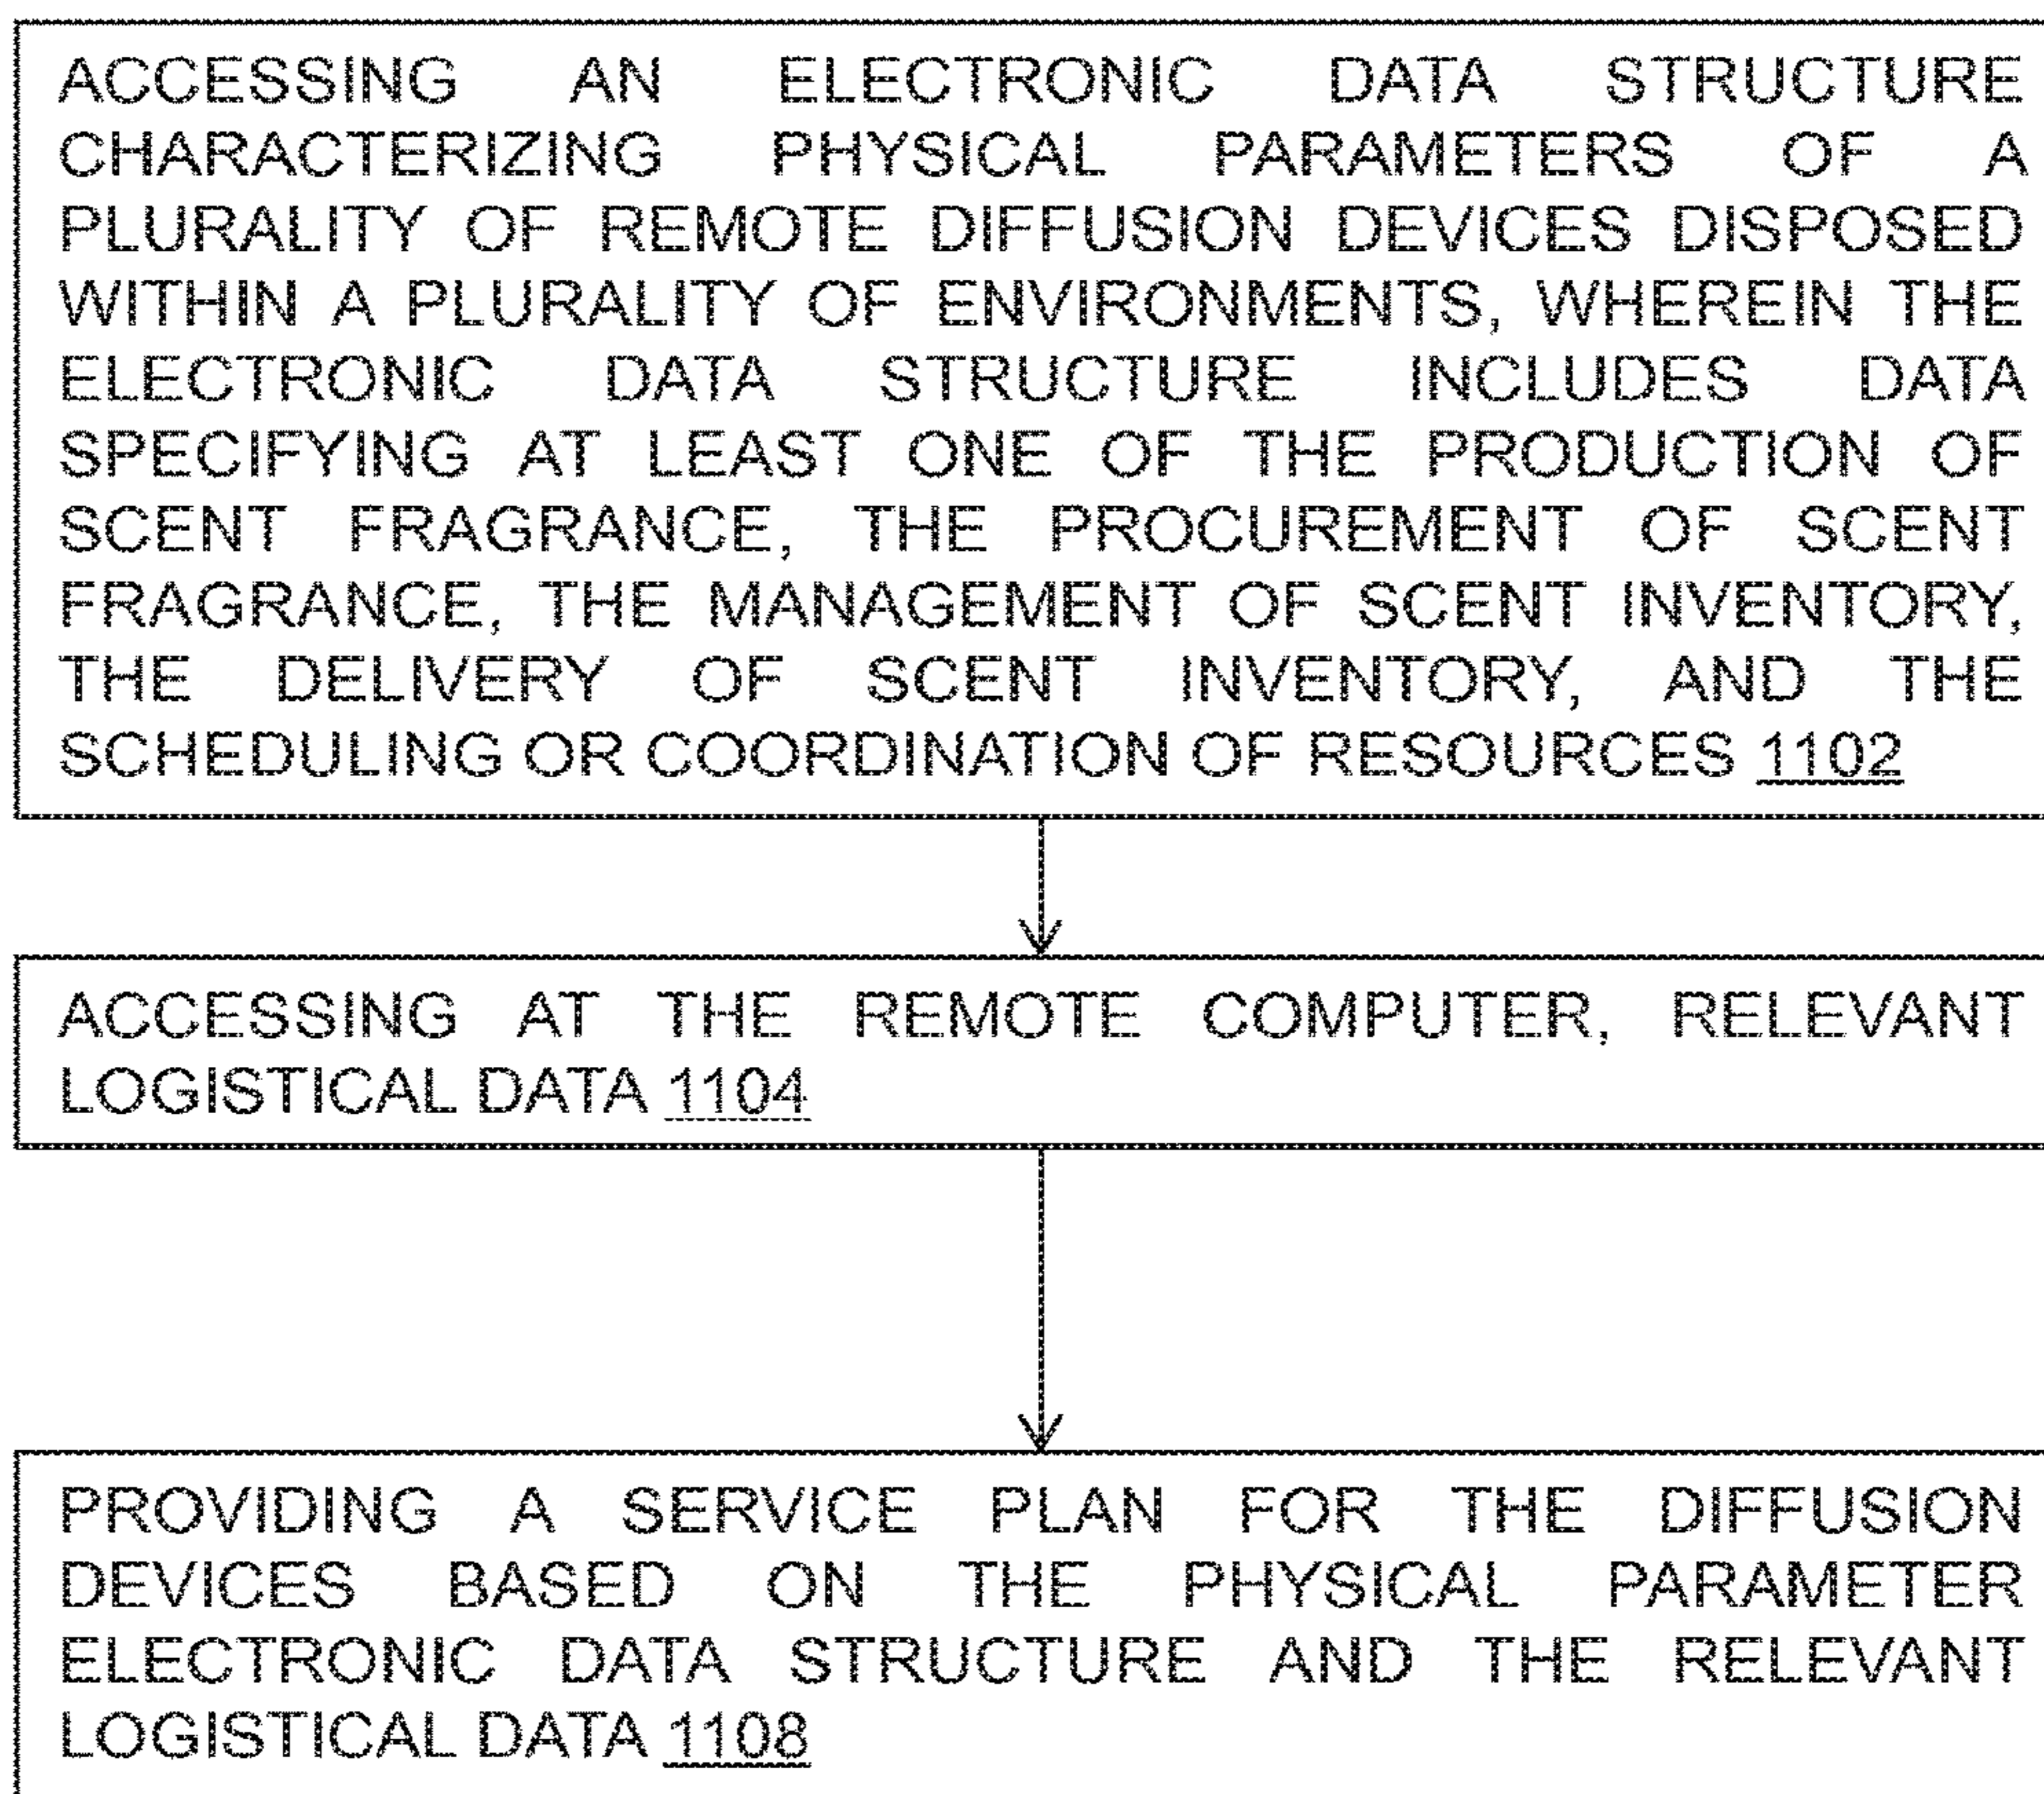 ACCESSING AN ELECTRONIC DATA STRUCTURE
CHARACTERIZING PHYSICAL PARAMETERS OF A
PLURALITY OF REMOTE DIFFUSION DEVICES DISPOSED
WITHIN A PLURALITY OF ENVIRONMENTS, WHEREIN THE
ELECTRONIC DATA STRUCTURE INCLUDES DATA
SPECIFYING AT LEAST ONE OF THE PRODUCTION OF
SCENT FRAGRANCE, THE PROCUREMENT OF SCENT
FRAGRANCE, THE MANAGEMENT OF SCENT INVENTORY,
THE DELIVERY OF SCENT INVENTORY, AND THE
SCHEDULING OR COORDINATION OF RESOURCES 1102
ACCESSING AT THE REMOTE COMPUTER, RELEVANT
LOGISTICAL DATA 1104
PROVIDING A SERVICE PLAN FOR THE DIFFUSION
DEVICES BASED ON THE PHYSICAL PARAMETER
ELECTRONIC DATA STRUCTURE AND THE RELEVANT
LOGISTICAL DATA 1108